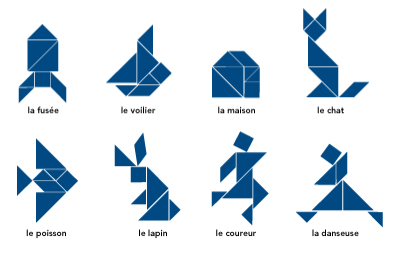 la fusée
le voilier
la maison
le chat
le poisson
le lapin
le coureur
la danseuse